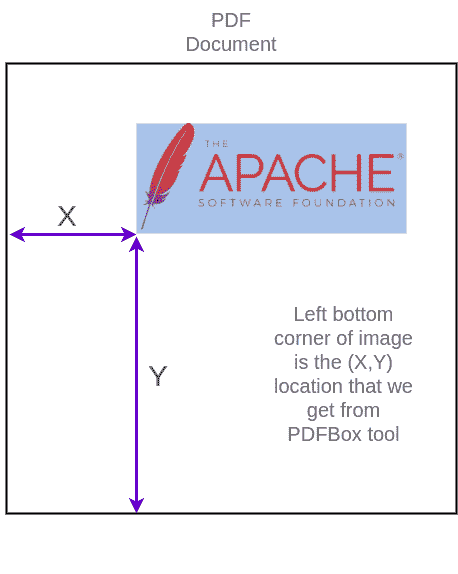 PDF
Document
THE
APACHE®
SOFTWARE FOUNDATION
X
Y
Left bottom
corner of image
is the (X,Y)
location that we
get from
PDFBox tool